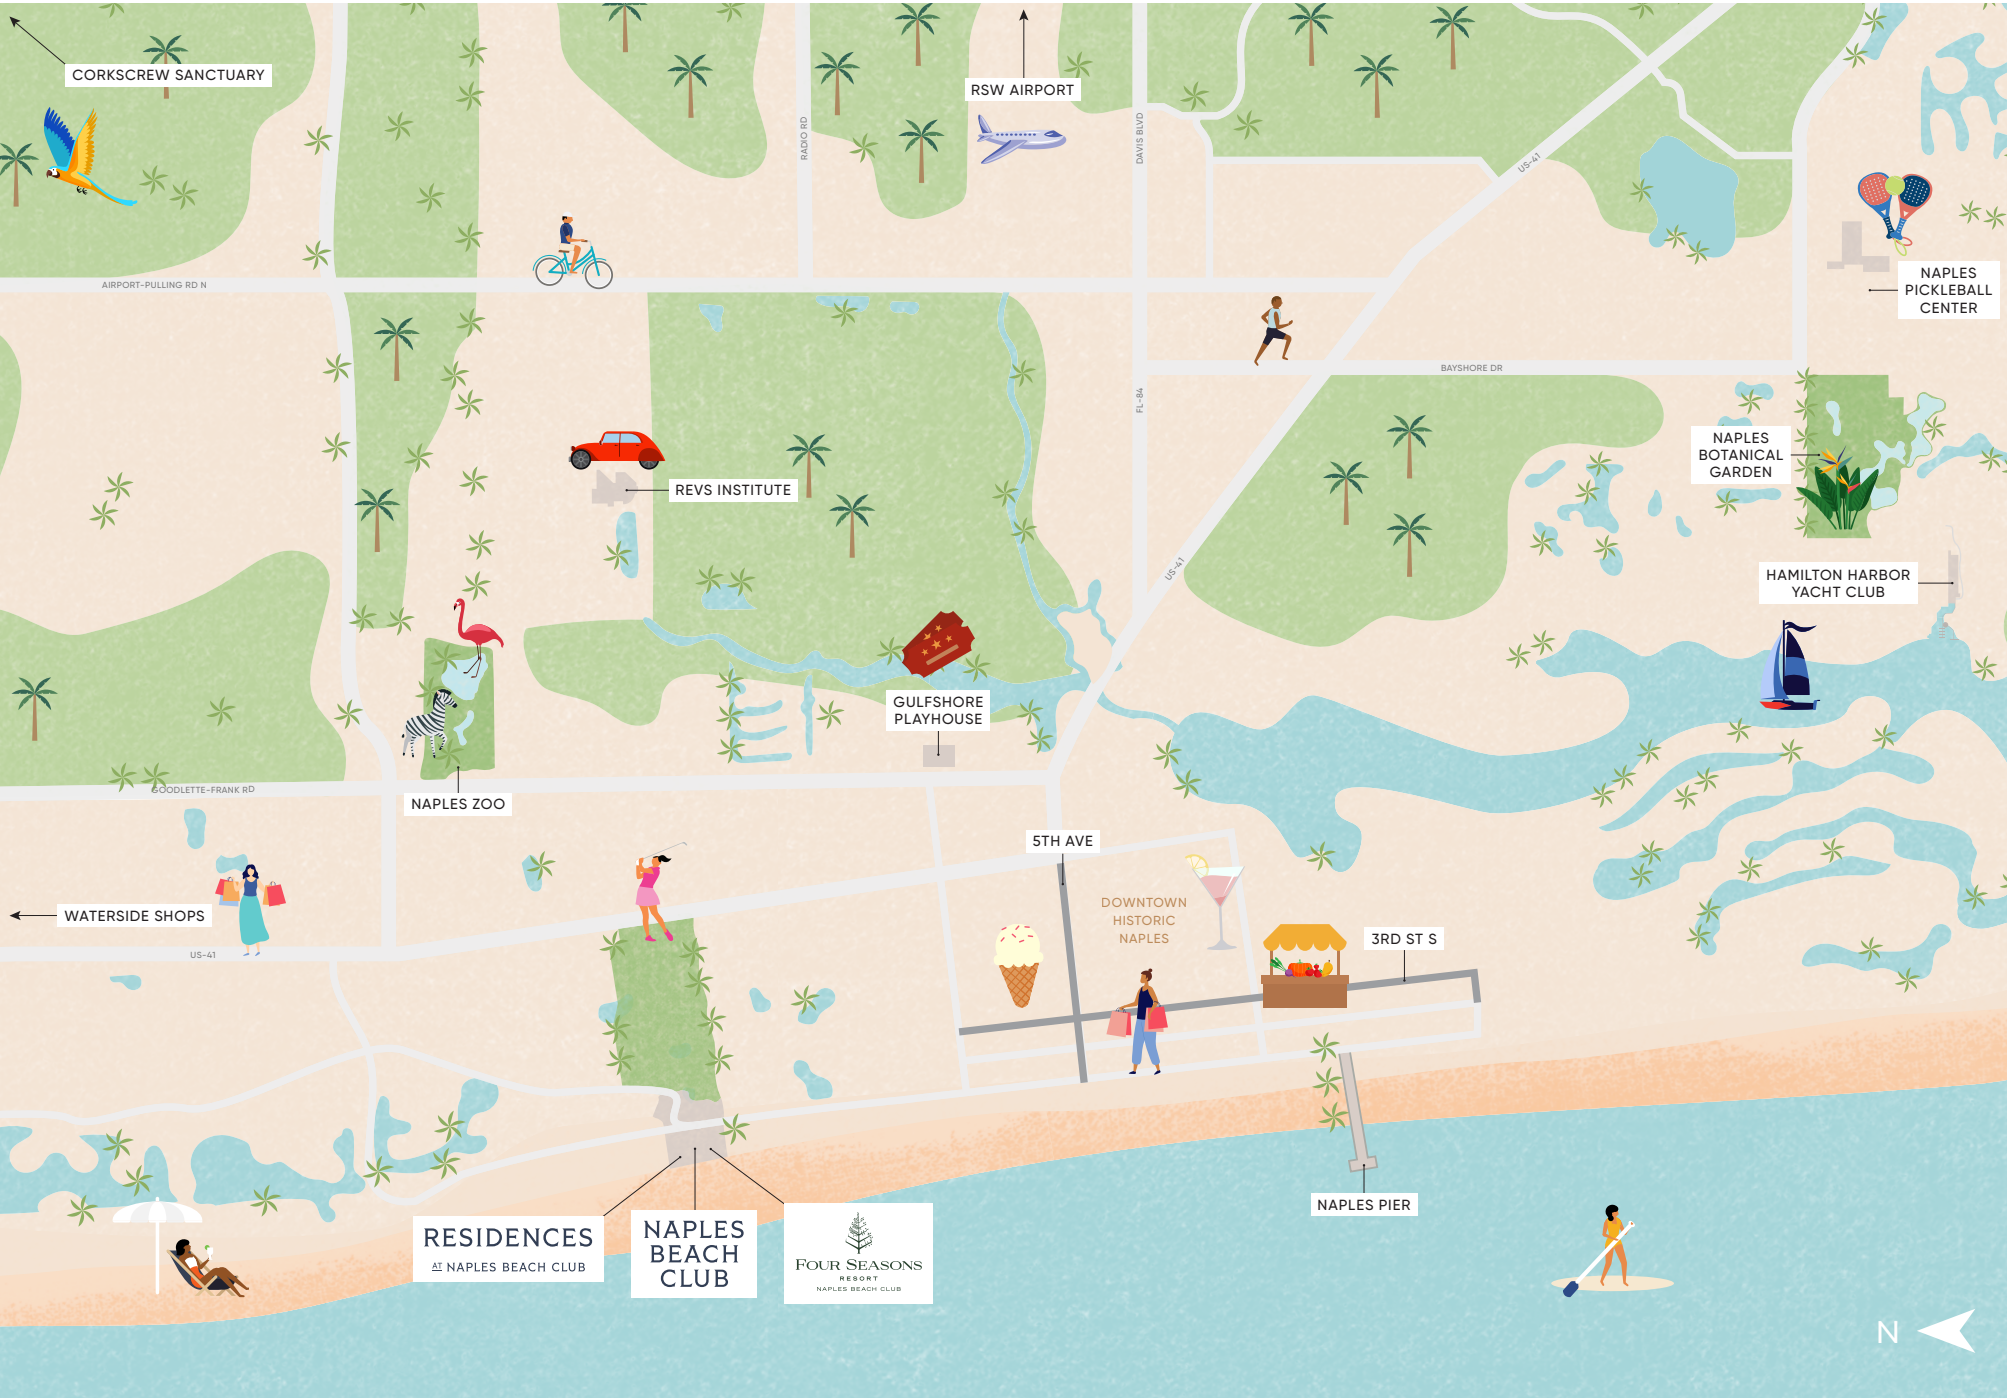 CORKSCREW SANCTUARY
RSW AIRPORT
RADIO RD
DAVIS BLVD
US-41
NAPLES
PICKLEBALL
CENTER
AIRPORT-PULLING RD N
BAYSHORE DR
FL-84
NAPLES
BOTANICAL
GARDEN
REVS INSTITUTE
US-41
HAMILTON HARBOR
YACHT CLUB
GULFSHORE
PLAYHOUSE
GOODLETTE-FRANK RD
NAPLES ZOO
5TH AVE
DOWNTOWN
HISTORIC
NAPLES
WATERSIDE SHOPS
3RD ST S
US-41
NAPLES PIER
RESIDENCES
AT NAPLES BEACH CLUB
NAPLES
BEACH
CLUB
FOUR SEASONS
RESORT
NAPLES BEACH CLUB
N